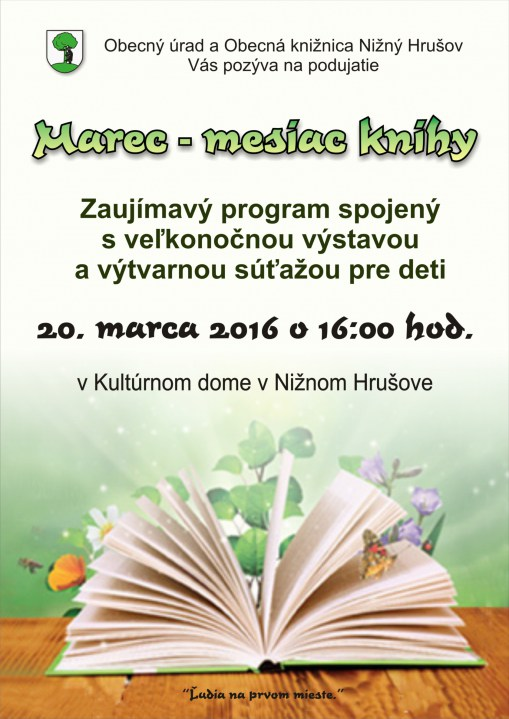 Obecný úrad a Obecná knižnica Nižný Hrušov
Vás pozýva na podujatie
Marec - mesiac knihy
Zaujímavý program spojený
s veľkonočnou výstavou
a výtvarnou súťažou pre deti
20. marca 2016 o 16:00 hod.
v Kultúrnom dome v Nižnom Hrušove
"Ľudia na prvom mieste."